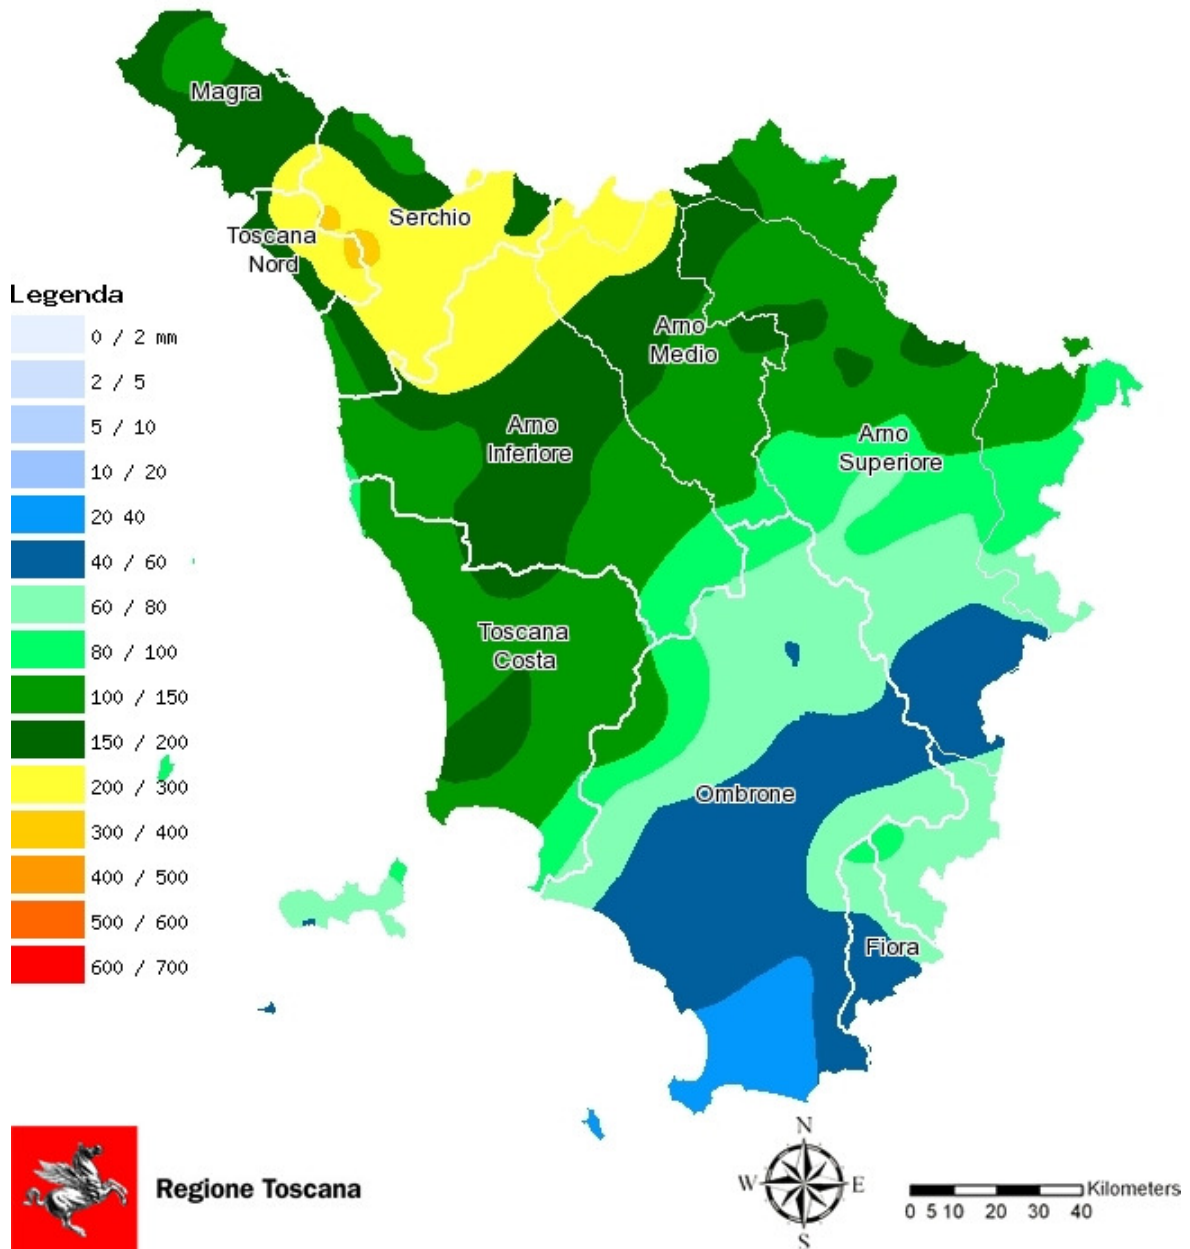 Magra
Serchio
Toscana
Nord
Legenda
0 / 2 mm
2 / 5
5 / 10
10 / 20
20 40
40 / 60
60 / 80
80 / 100
100 / 150
150 / 200
200 / 300
300 / 400
400 / 500
500 / 600
600 / 700
Arno
Medio
Arno
Inferiore
Arno
Superiore
Toscana
Costa
Ombrone
Fiora
Regione Toscana
N
W
E
S
Kilometers
0 5 10 20 30 40